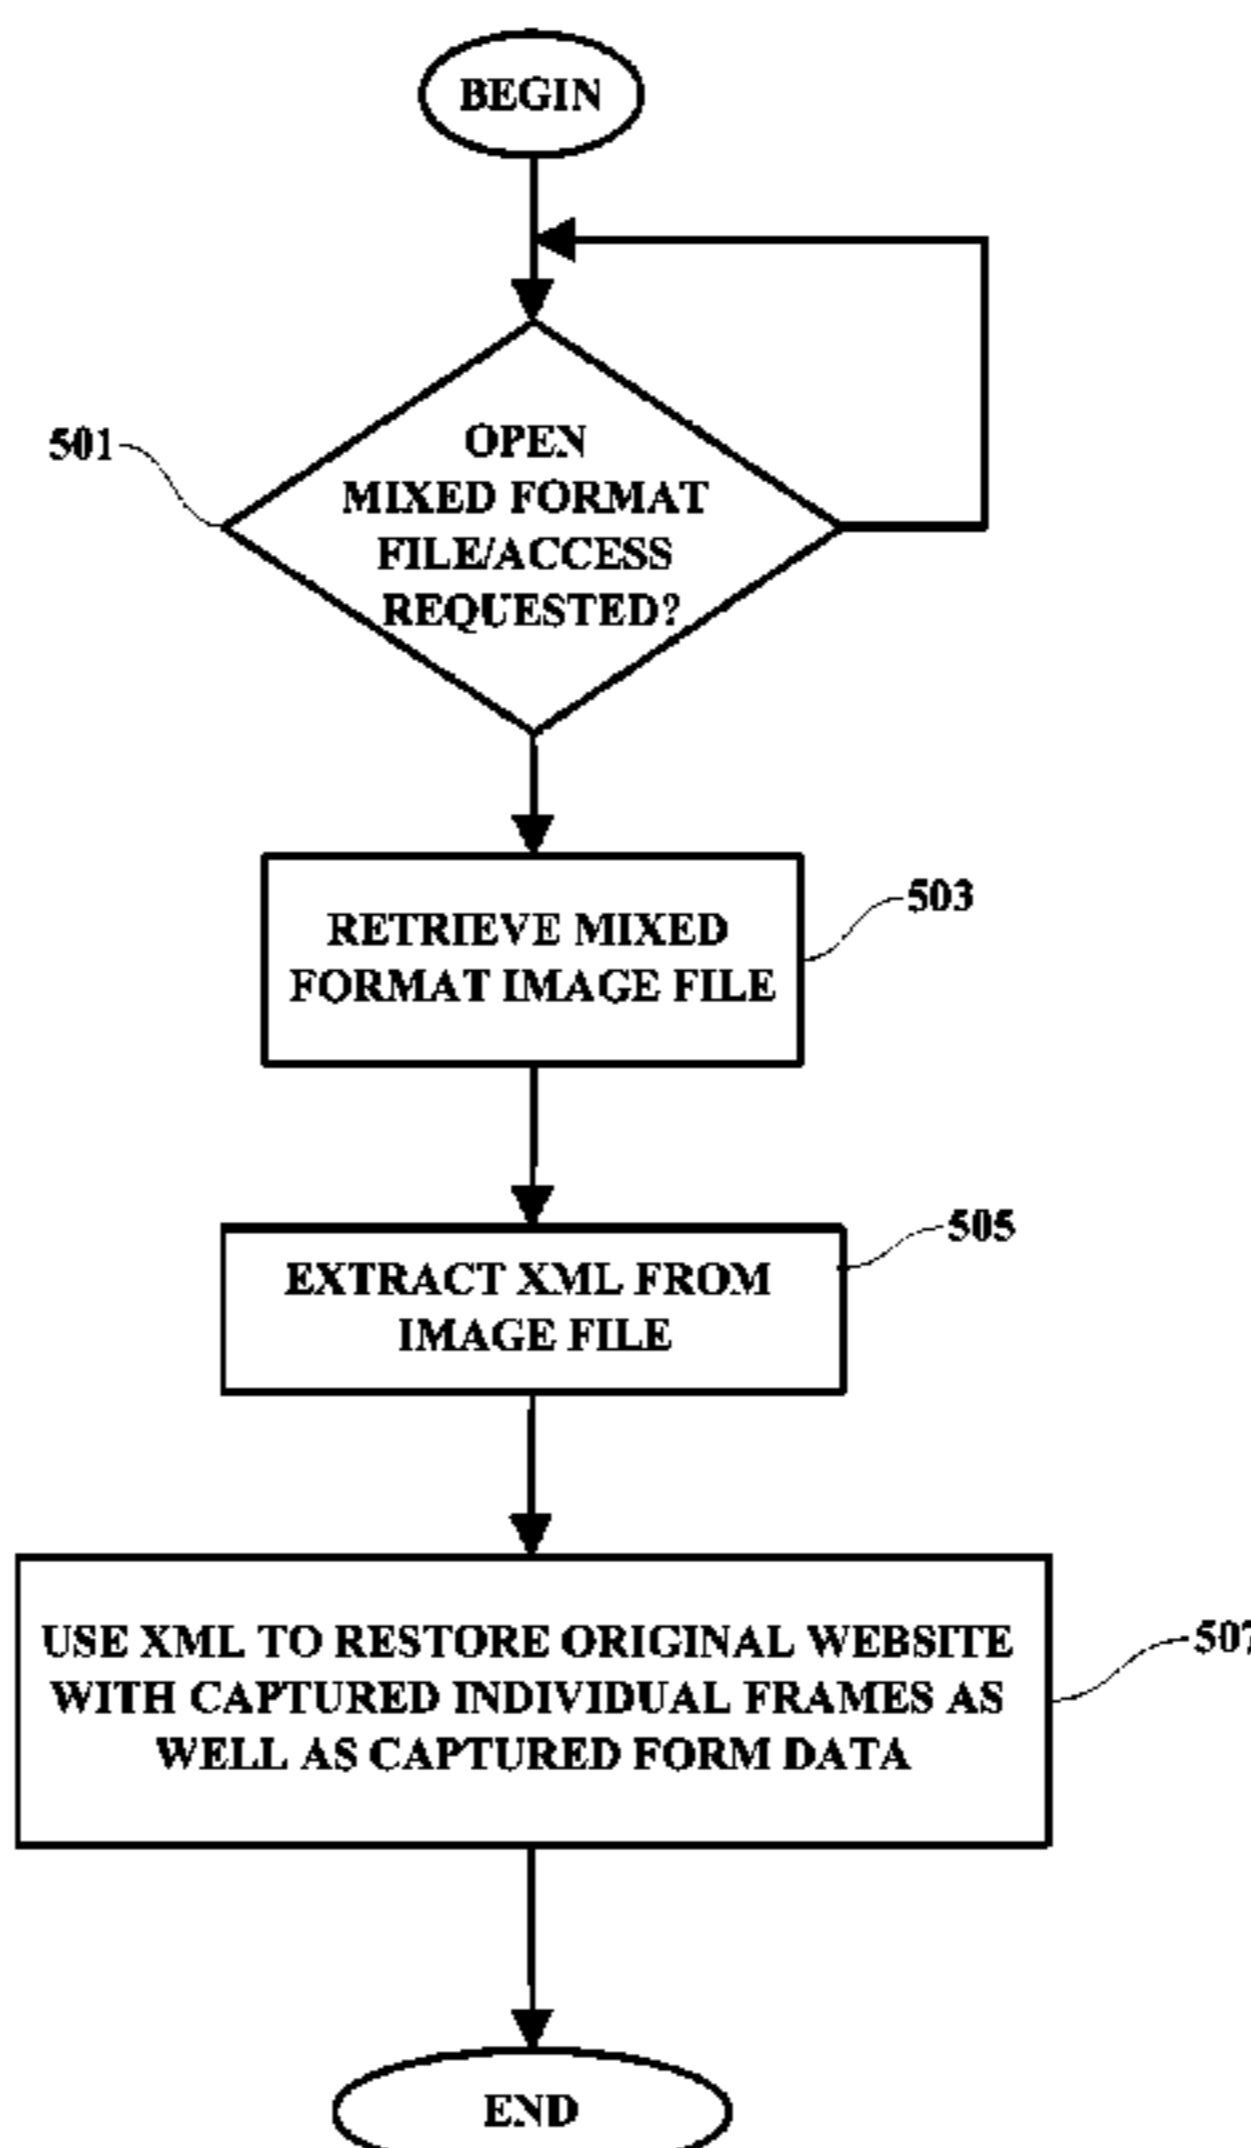 BEGIN
501
OPEN
MIXED FORMAT
FILE/ACCESS
REQUESTED?
RETRIEVE MIXED
FORMAT IMAGE FILE
503
EXTRACT XML FROM
IMAGE FILE
505
USE XML TO RESTORE ORIGINAL WEBSITE
WITH CAPTURED INDIVIDUAL FRAMES AS
WELL AS CAPTURED FORM DATA
507
END